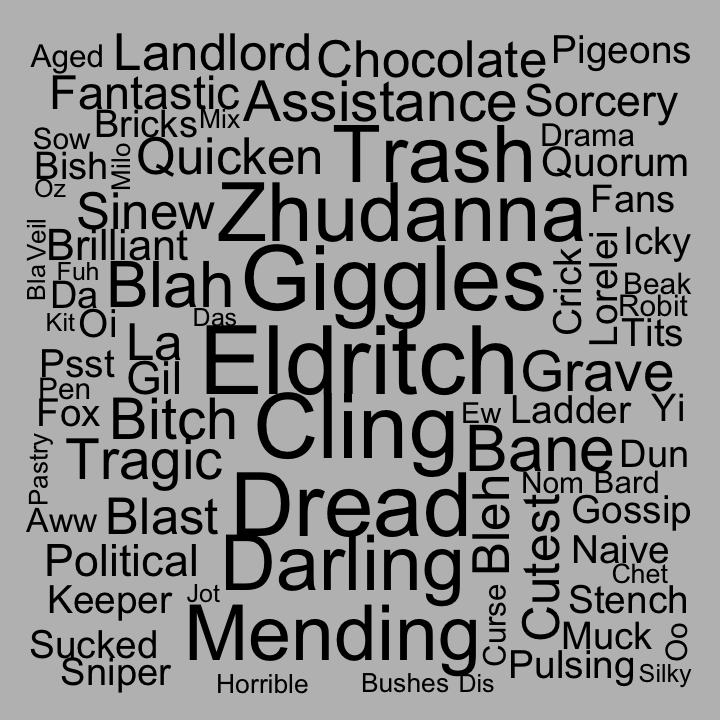 Aged Landlord Chocolate Pigeons
Fantastic Assistance Sorcery
Bricks Mix Drama
Sow Milo Quicken Trash Quorum
Bish
Oz Sinew Zhudanna Fans
Veil Brilliant Icky
Bla Fuh Blah Giggles Crick Lorelei Beak
Da Robit
Kit Oi Das Tits
La
Psst Gil Eldritch Grave
Pen
Fox Bitch Cling Ew Ladder Yi
Pastry Tragic Bane Dun
Nom Bard
Aww Blast Dread Bleh Cutest Gossip
Political Darling Naive
Chet
Keeper Jot Curse Stench
Sucked Mending Muck Oo
Sniper Pulsing Silky
Horrible Bushes Dis